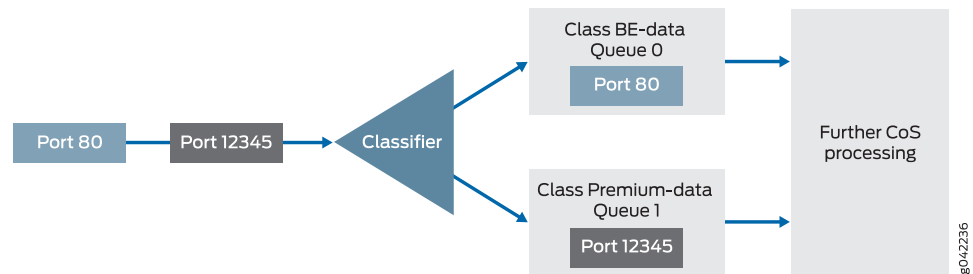 Port 80
Port 12345
Classifier
Class BE-data
Queue 0
Port 80
Class Premium-data
Queue 1
Port 12345
Further CoS
processing
g042236